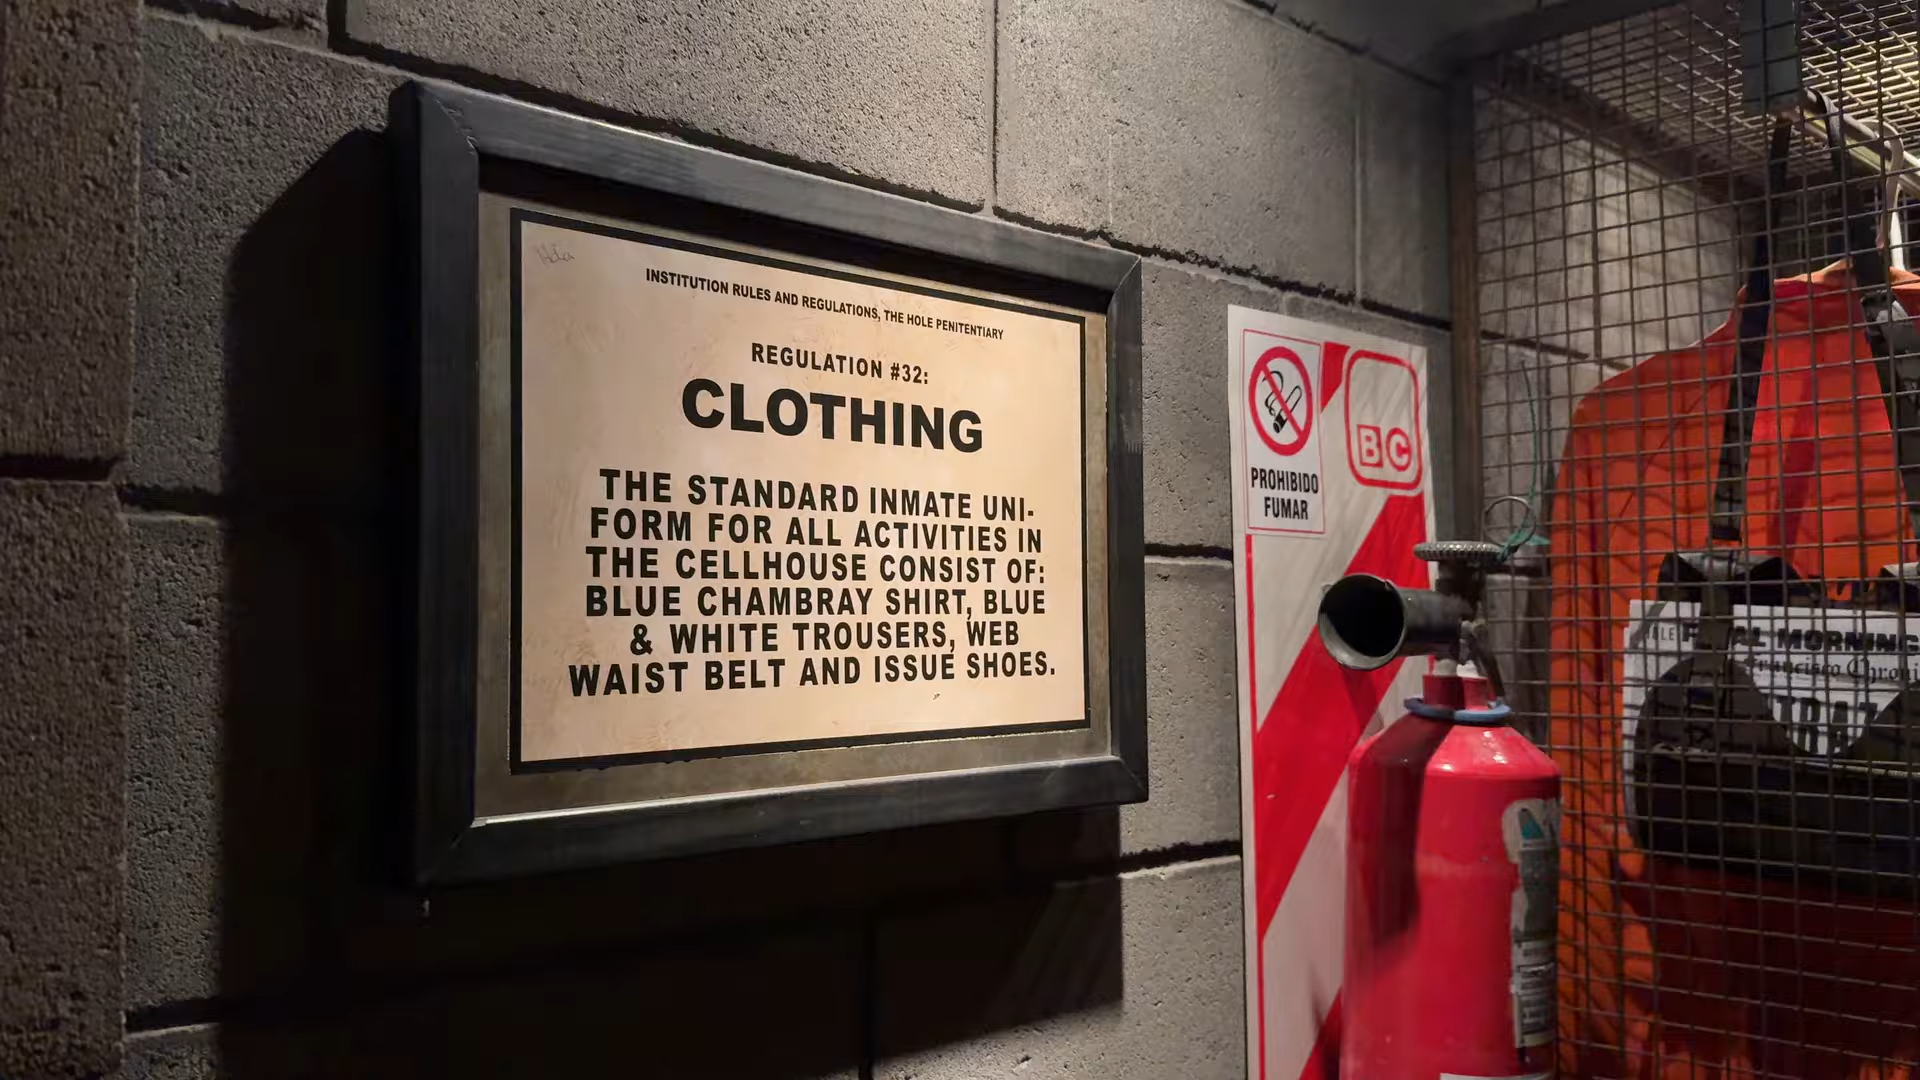 INSTITUTION RULES AND REGULATIONS, THE HOLE PENITENTIARY
REGULATION #32:
CLOTHING
THE STANDARD INMATE UNI-
FORM FOR ALL ACTIVITIES IN
THE CELLHOUSE CONSIST OF:
BLUE CHAMBRAY SHIRT, BLUE
& WHITE TROUSERS, WEB
WAIST BELT AND ISSUE SHOES.
PROHIBIDO
FUMAR
BC
MORNING